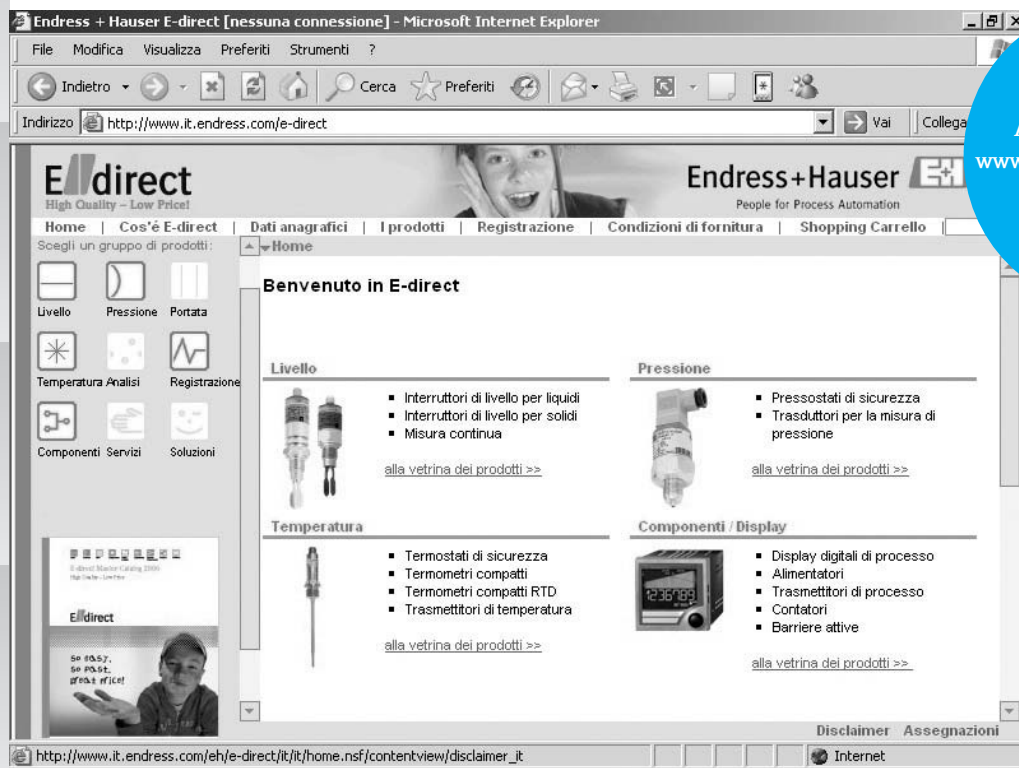 Endress + Hauser E-direct [nessuna connessione] - Microsoft Internet Explorer
File Modifica Visualizza Preferiti Strumenti ?
Indietro Cerca Preferiti
Indirizzo http://www.it.endress.com/e-direct Vai Collega
www
E direct
High Quality – Low Price!
Endress+Hauser E+H
People for Process Automation
Home | Cos'é E-direct | Dati anagrafici | I prodotti | Registrazione | Condizioni di fornitura | Shopping Carrello |
Scegli un gruppo di prodotti:
Home
Benvenuto in E-direct
Livello Pressione Portata
Temperatura Analisi Registrazione
Componenti Servizi Soluzioni
Livello
Interruttori di livello per liquidi
Interruttori di livello per solidi
Misura continua
alla vetrina dei prodotti >>
Pressione
Pressostati di sicurezza
Trasduttori per la misura di
pressione
alla vetrina dei prodotti >>
Temperatura
Termostati di sicurezza
Termometri compatti
Termometri compatti RTD
Trasmettitori di temperatura
alla vetrina dei prodotti >>
Componenti / Display
Display digitali di processo
Alimentatori
Trasmettitori di processo
Contatori
Barriere attive
alla vetrina dei prodotti >>
E direct
so easy,
so fast,
great price!
Disclaimer Assegnazioni
http://www.it.endress.com/eh/e-direct/it/it/home.nsf/contentview/disclaimer_it Internet